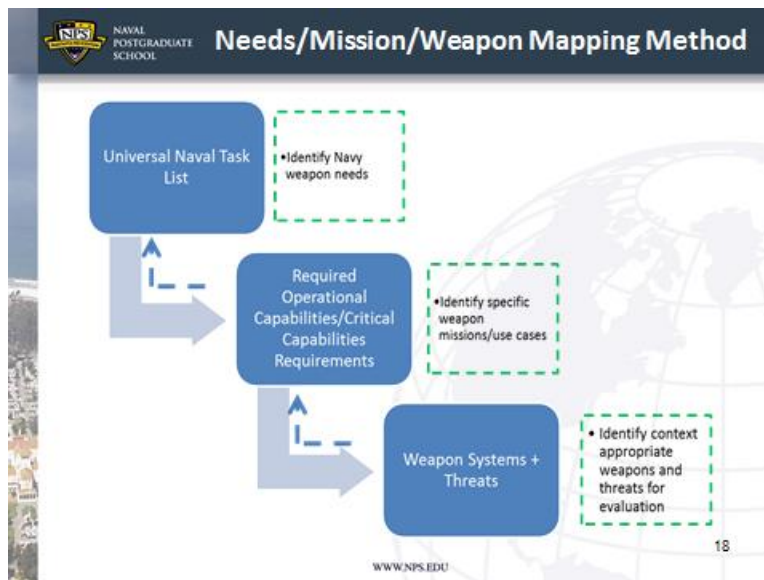 NAVAL
POSTGRADUATE
SCHOOL
Needs/Mission/Weapon Mapping Method
Universal Naval Task
List
•Identify Navy
weapon needs
Required
Operational
Capabilities/Critical
Capabilities
Requirements
•Identify specific
weapon
missions/use cases
Weapon Systems +
Threats
• Identify context
appropriate
weapons and
threats for
evaluation
18
WWW.NPS.EDU